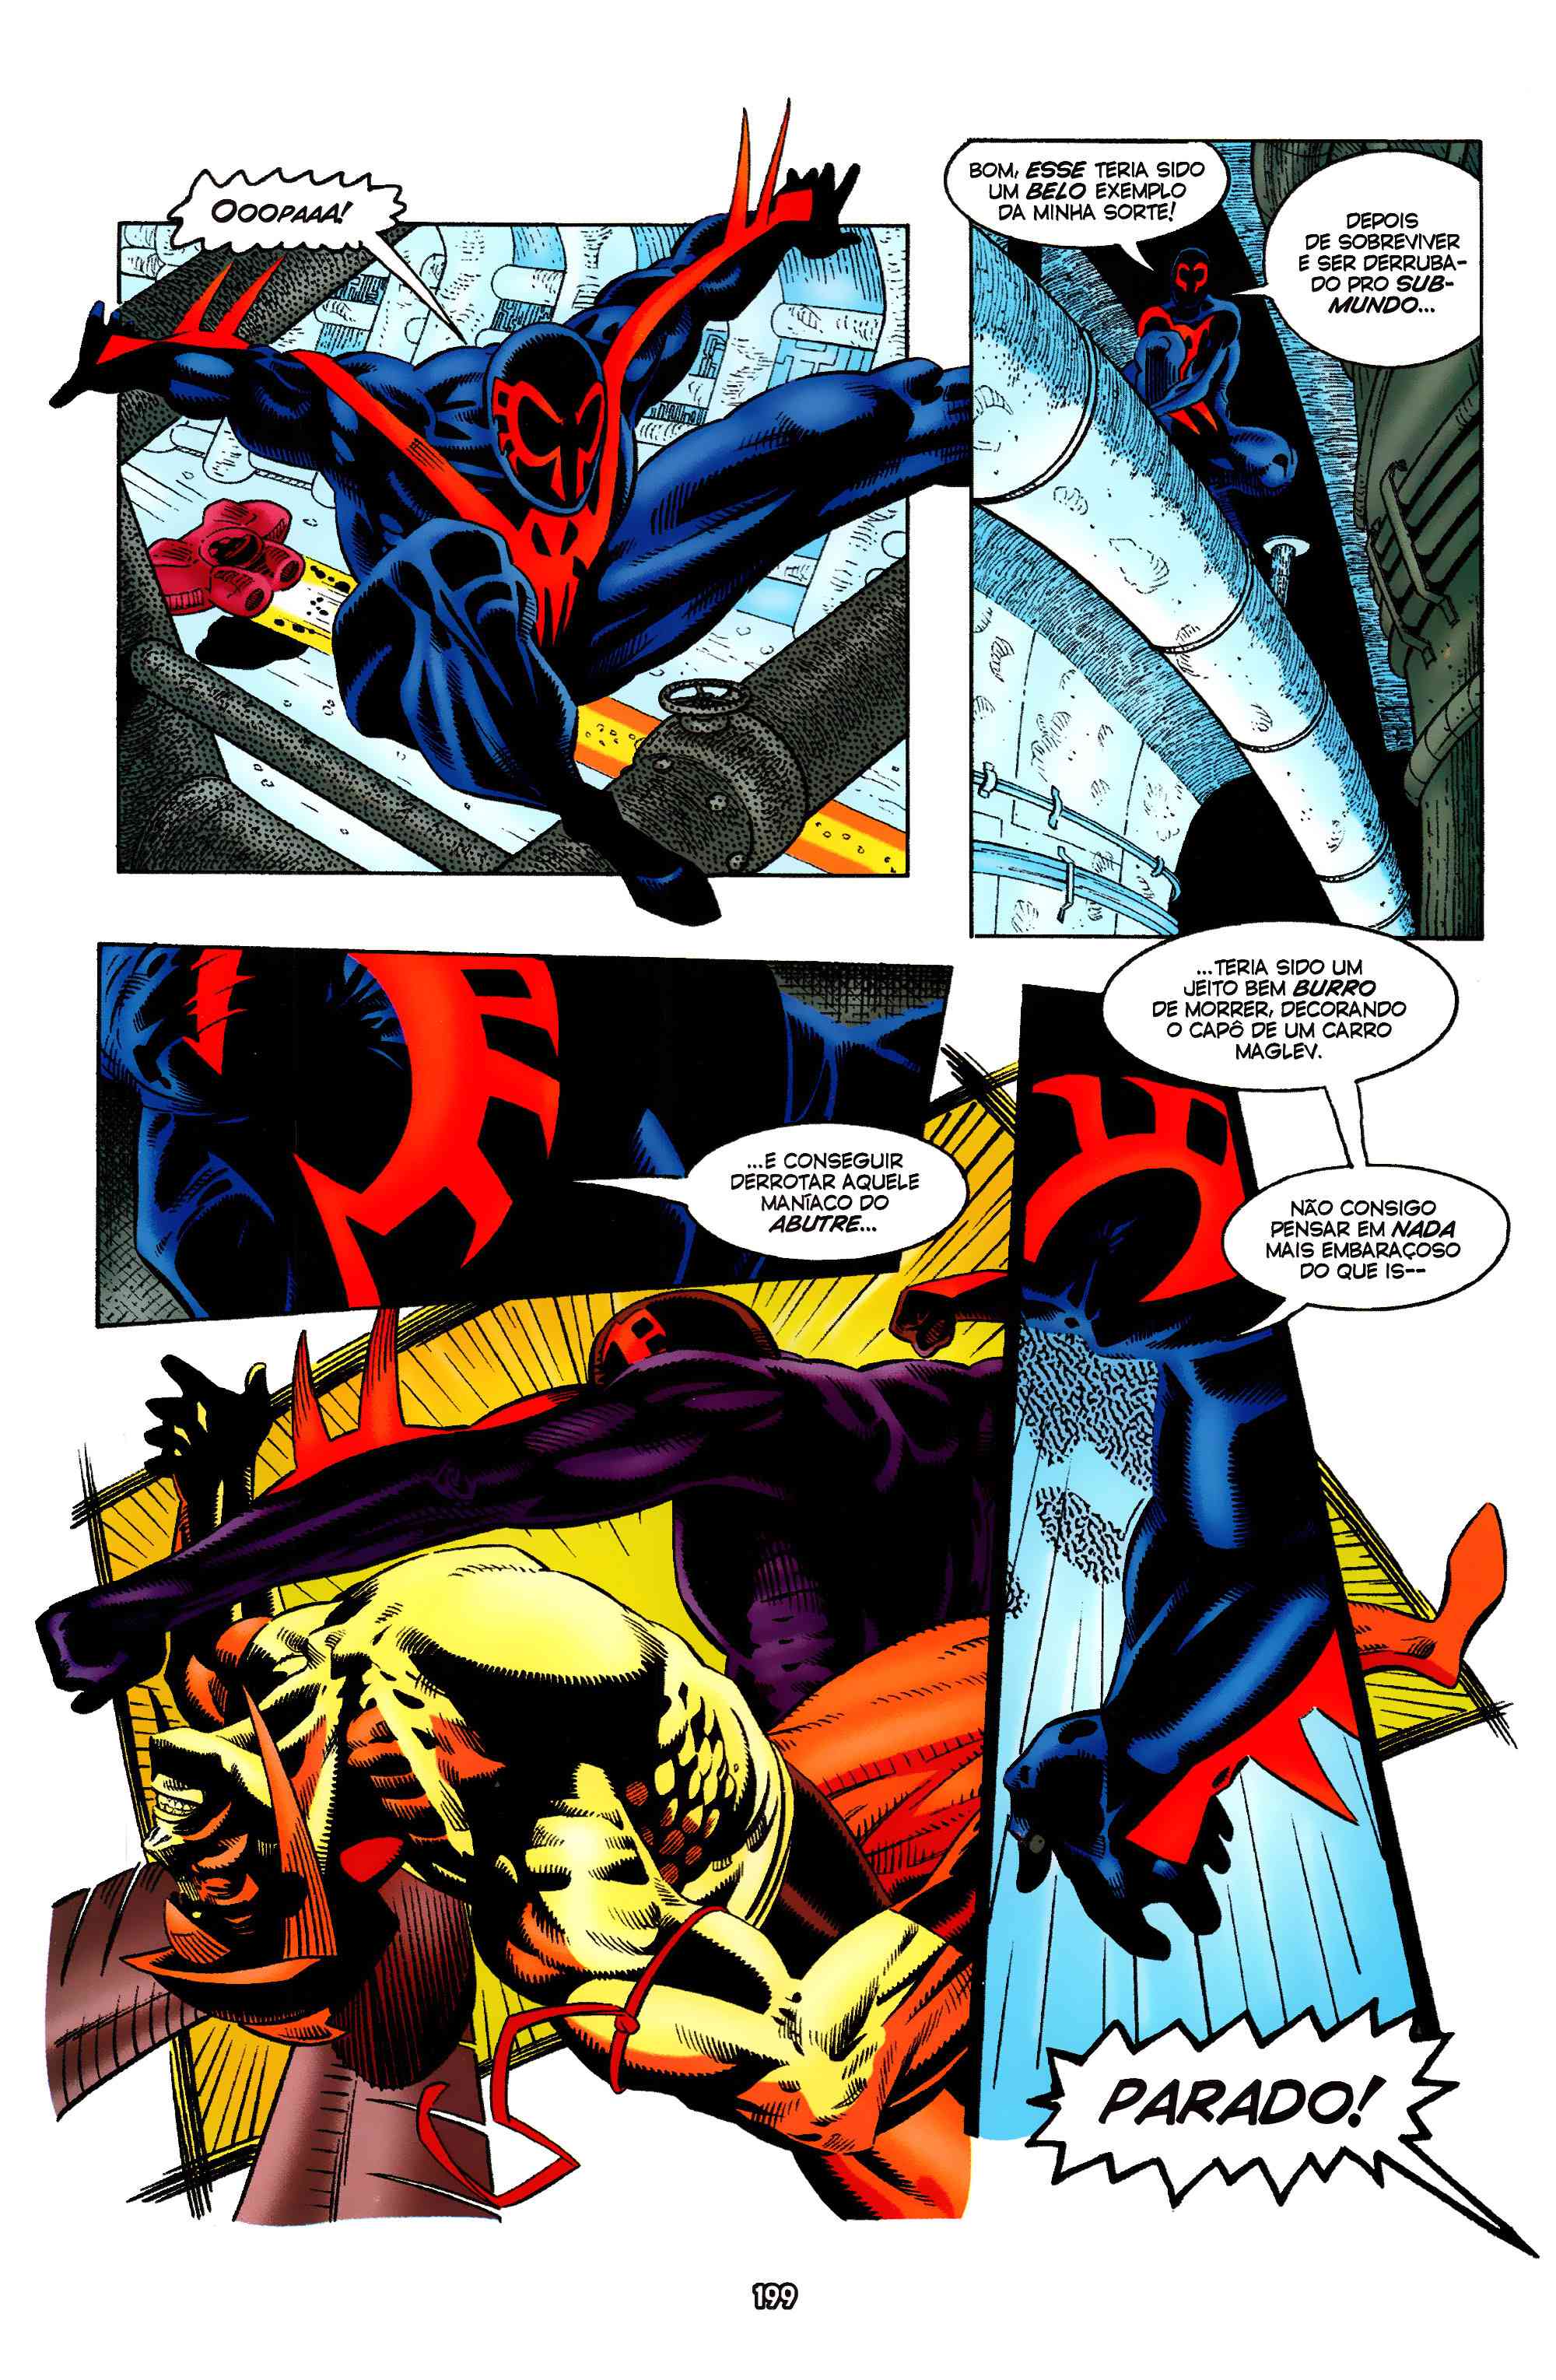 OOOPAAA!
BOM, ESSE TERIA SIDO
UM BELO EXEMPLO
DA MINHA SORTE!
DEPOIS
DE SOBREVIVER
E SER DERRUBA-
DO PRO SUB-
MUNDO...
...E CONSEGUIR
DERROTAR AQUELE
MANÍACO DO
ABUTRE...
...TERIA SIDO UM
JEITO BEM BURRO
DE MORRER, DECORANDO
O CAPÔ DE UM CARRO
MAGLEV.
NÃO CONSIGO
PENSAR EM NADA
MAIS EMBARAÇOSO
DO QUE IS--
PARADO!
199